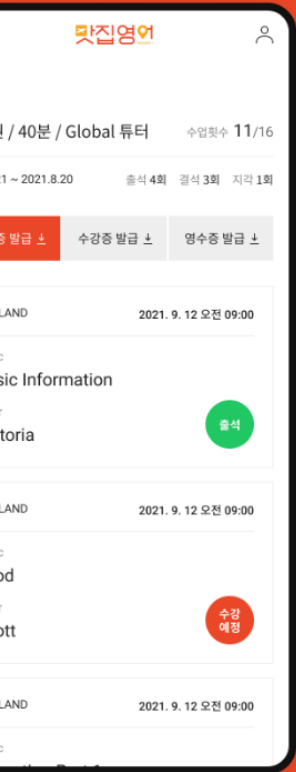 맛집영어
/ 40분 / Global 튜터 수업횟수 11/16
~ 2021.8.20 출석 4회 결석 3회 지각 1회
발급 수강증 발급 영수증 발급
LAND 2021. 9. 12 오전 09:00
sic Information
toria
출석
LAND 2021. 9. 12 오전 09:00
od
ott
수강
예정
LAND 2021. 9. 12 오전 09:00